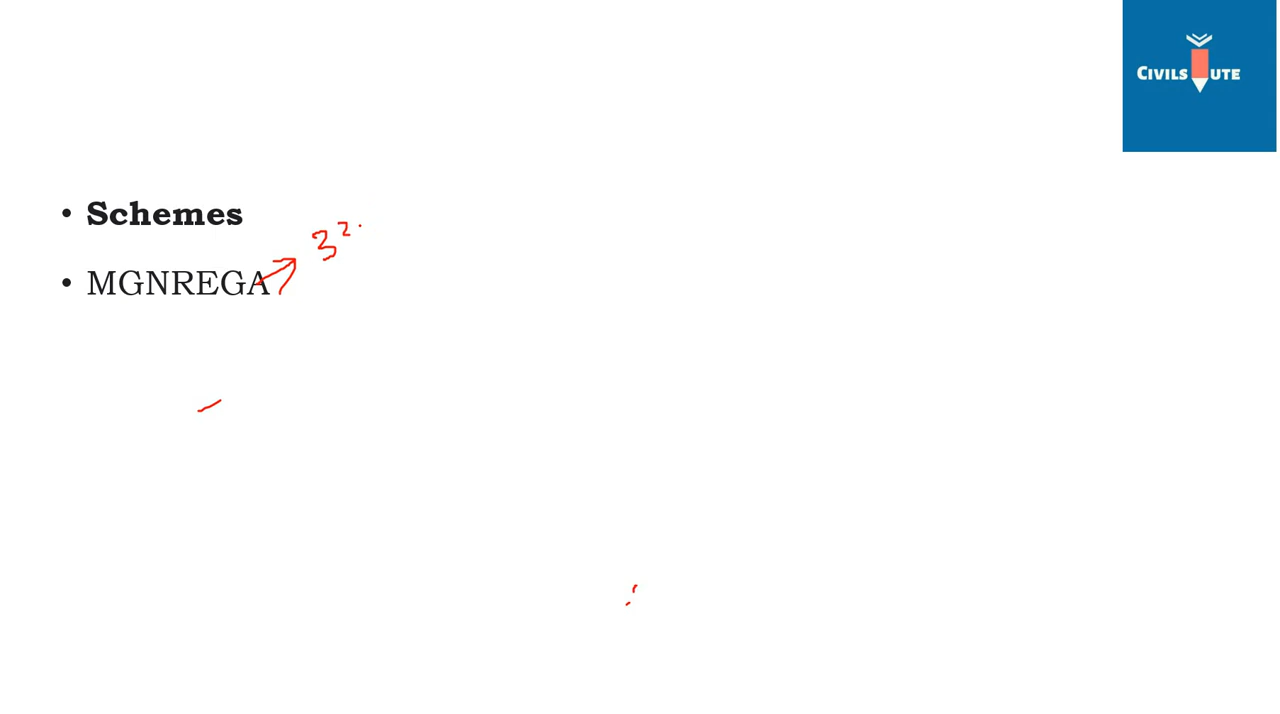 CIVILS UTE
• Schemes
32.
• MGNREGA